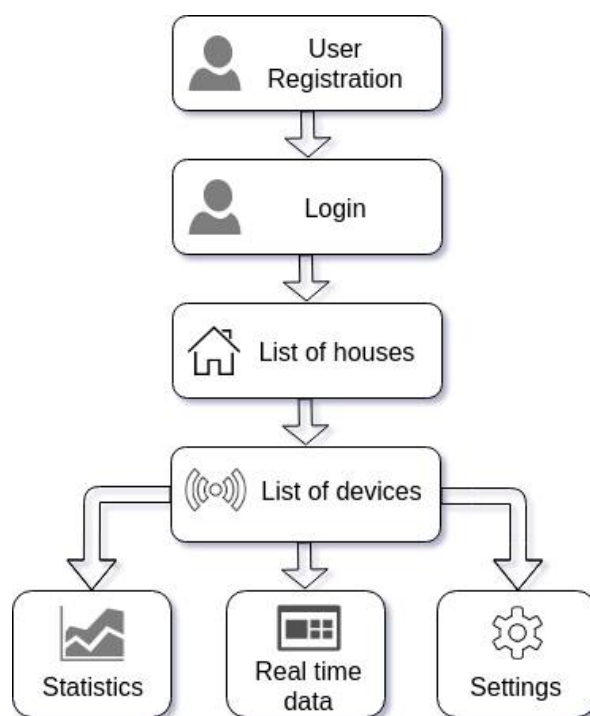 User
Registration
Login
List of houses
List of devices
Statistics
Real time
data
Settings